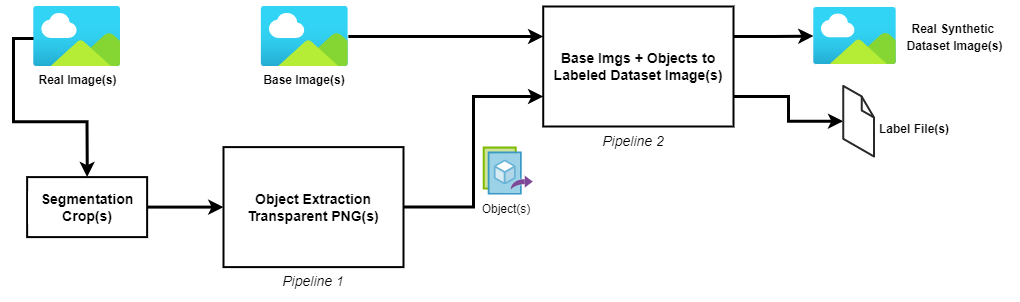 Real Image(s)
Base Image(s)
Base Imgs + Objects to
Labeled Dataset Image(s)
Pipeline 2
Real Synthetic
Dataset Image(s)
Label File(s)
Segmentation
Crop(s)
Object Extraction
Transparent PNG(s)
Pipeline 1
Object(s)